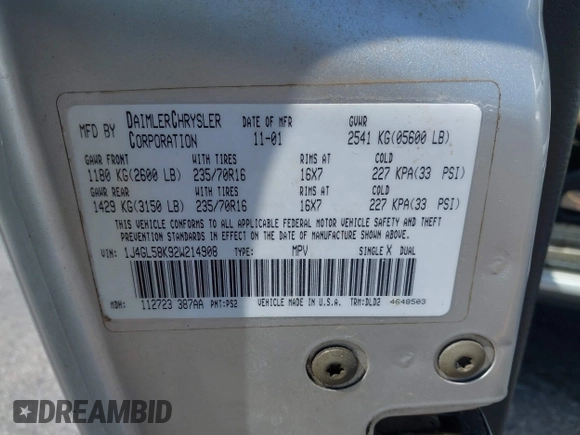 MFD BY DAIMLERCHRYSLER CORPORATION DATE OF MFR 11-01 GVWR 2541 KG(05600 LB)
GAWR FRONT WITH TIRES RIMS AT COLD
1180 KG(2600 LB) 235/70R16 16X7 227 KPA(33 PSI)
GAWR REAR WITH TIRES RIMS AT COLD
1429 KG(3150 LB) 235/70R16 16X7 227 KPA(33 PSI)
THIS VEHICLE CONFORMS TO ALL APPLICABLE FEDERAL MOTOR VEHICLE SAFETY AND THEFT
PREVENTION STANDARDS IN EFFECT ON THE DATE OF MANUFACTURE SHOWN ABOVE.
VIN: 1J4GL58K92W214908 TYPE: MPV SINGLE X DUAL
MDH: 112723 387AA PNT:PS2 VEHICLE MADE IN U.S.A. TRM:DLD2 4648503
DREAMBID